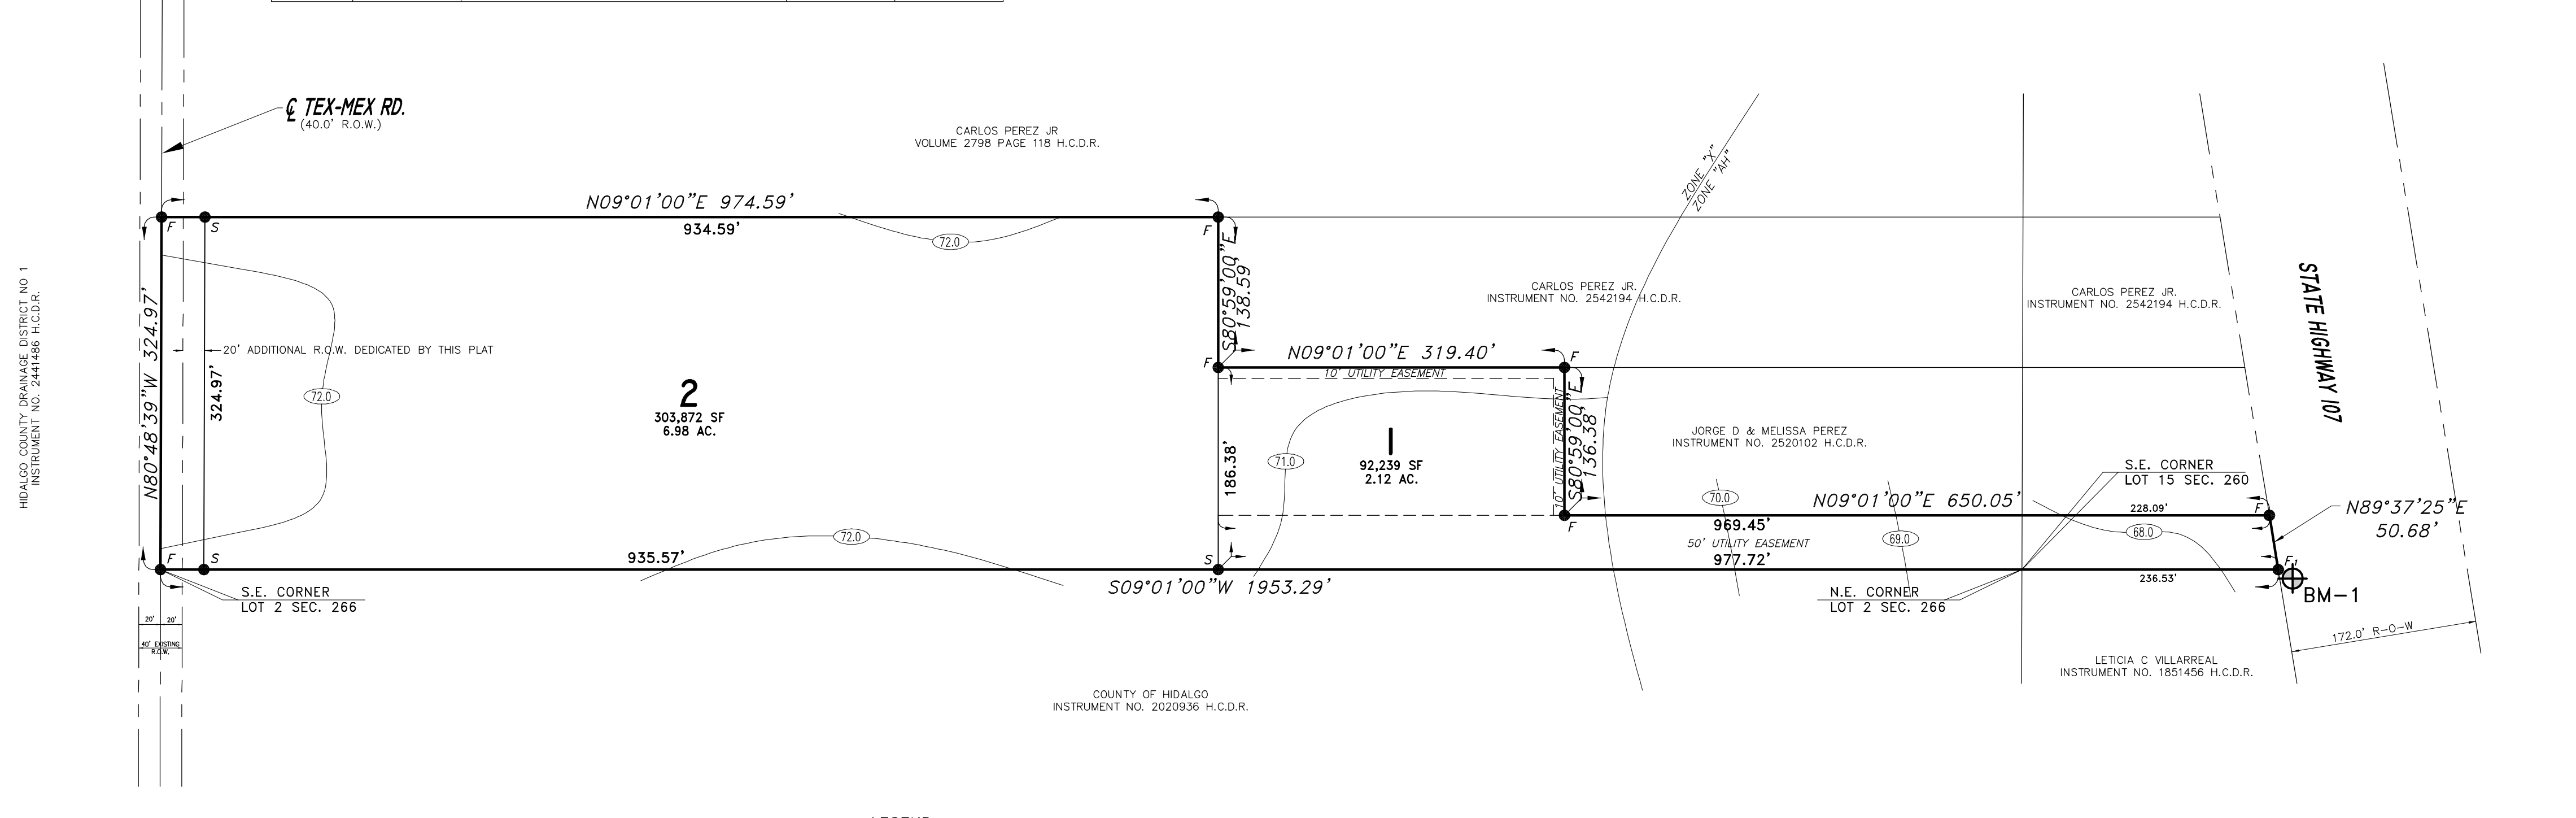 ℄ TEX-MEX RD.
(40.0' R.O.W.)
CARLOS PEREZ JR
VOLUME 2798 PAGE 118 H.C.D.R.
ZONE "X"
ZONE "AH"
N09°01'00"E 974.59'
934.59'
F
S
F
72.0
S80°59'00"E
138.59
HIDALGO COUNTY DRAINAGE DISTRICT NO 1
INSTRUMENT NO. 2441486 H.C.D.R.
N80°48'39"W 324.97'
324.97'
20' ADDITIONAL R.O.W. DEDICATED BY THIS PLAT
72.0
2
303,872 SF
6.98 AC.
CARLOS PEREZ JR.
INSTRUMENT NO. 2542194 H.C.D.R.
CARLOS PEREZ JR.
INSTRUMENT NO. 2542194 H.C.D.R.
STATE HIGHWAY 107
F
N09°01'00"E 319.40'
F
10' UTILITY EASEMENT
10' UTILITY EASEMENT
S80°59'00"E
136.38'
186.38'
71.0
1
92,239 SF
2.12 AC.
JORGE D & MELISSA PEREZ
INSTRUMENT NO. 2520102 H.C.D.R.
S.E. CORNER
LOT 15 SEC. 260
70.0
N09°01'00"E 650.05'
228.09'
F
F
N89°37'25"E
50.68'
969.45'
50' UTILITY EASEMENT
977.72'
69.0
68.0
72.0
935.57'
F
S
S
F1
236.53'
S09°01'00"W 1953.29'
S.E. CORNER
LOT 2 SEC. 266
N.E. CORNER
LOT 2 SEC. 266
BM-1
20' 20'
40' EXISTING
R.O.W.
172.0' R-O-W
LETICIA C VILLARREAL
INSTRUMENT NO. 1851456 H.C.D.R.
COUNTY OF HIDALGO
INSTRUMENT NO. 2020936 H.C.D.R.